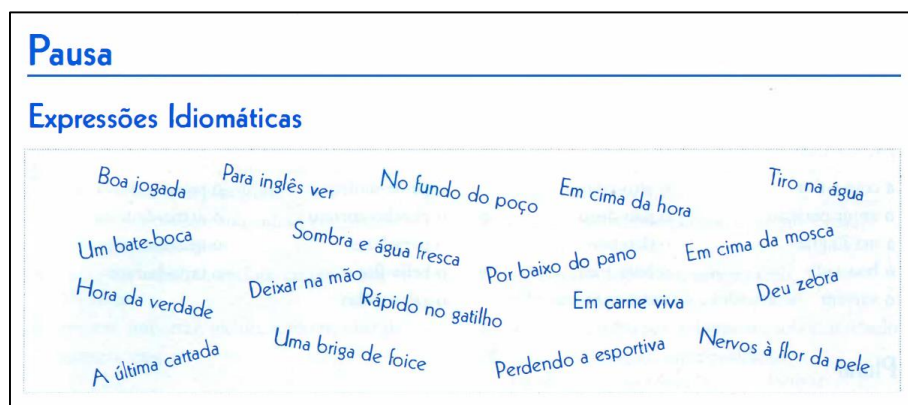 Pausa
Expressões Idiomáticas
Boa jogada
Para inglês ver
No fundo do poço
Em cima da hora
Tiro na água
Um bate-boca
Sombra e água fresca
Por baixo do pano
Em cima da mosca
Hora da verdade
Deixar na mão
Rápido no gatilho
Em carne viva
Deu zebra
A última cartada
Uma briga de foice
Perdendo a esportiva
Nervos à flor da pele